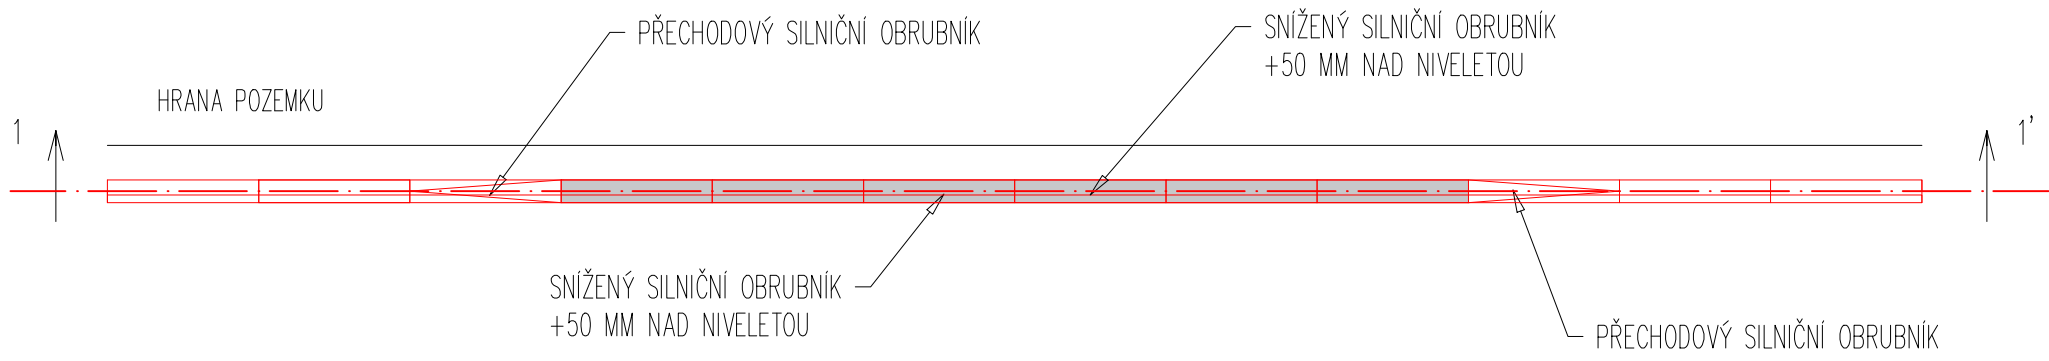 PŘECHODOVÝ SILNIČNÍ OBRUBNÍK
SNÍŽENÝ SILNIČNÍ OBRUBNÍK
+50 MM NAD NIVELETOU
HRANA POZEMKU
1
1'
SNÍŽENÝ SILNIČNÍ OBRUBNÍK
+50 MM NAD NIVELETOU
PŘECHODOVÝ SILNIČNÍ OBRUBNÍK